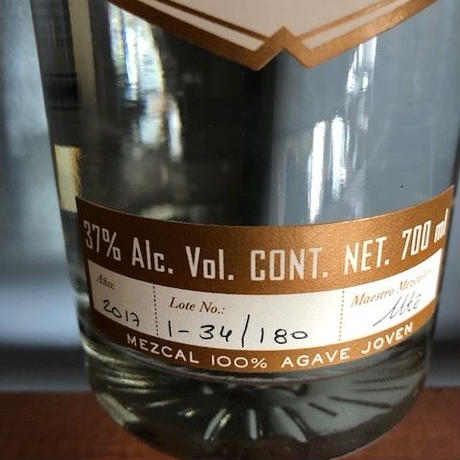 37% Alc. Vol. CONT. NET. 700 ml
Año: Lote No.: Maestro
2017 1-34/180
MEZCAL 100% AGAVE JOVEN